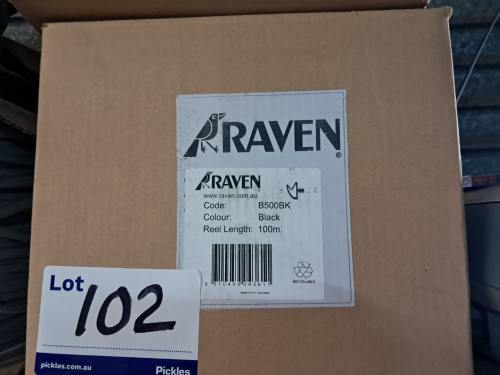 RAVEN®
RAVEN
www.raven.com.au
Code: B500BK
Colour: Black
Reel Length: 100m.
RECYCLABLE
Lot
102
pickles.com.au
Pickles